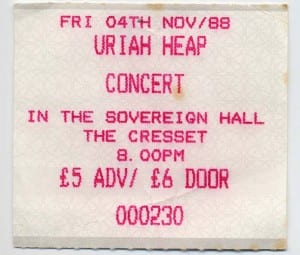 FRI 04TH NOV/88
URIAH HEAP
CONCERT
IN THE SOVEREIGN HALL
THE CRESSET
8.00PM
£5 ADV/ £6 DOOR
000230